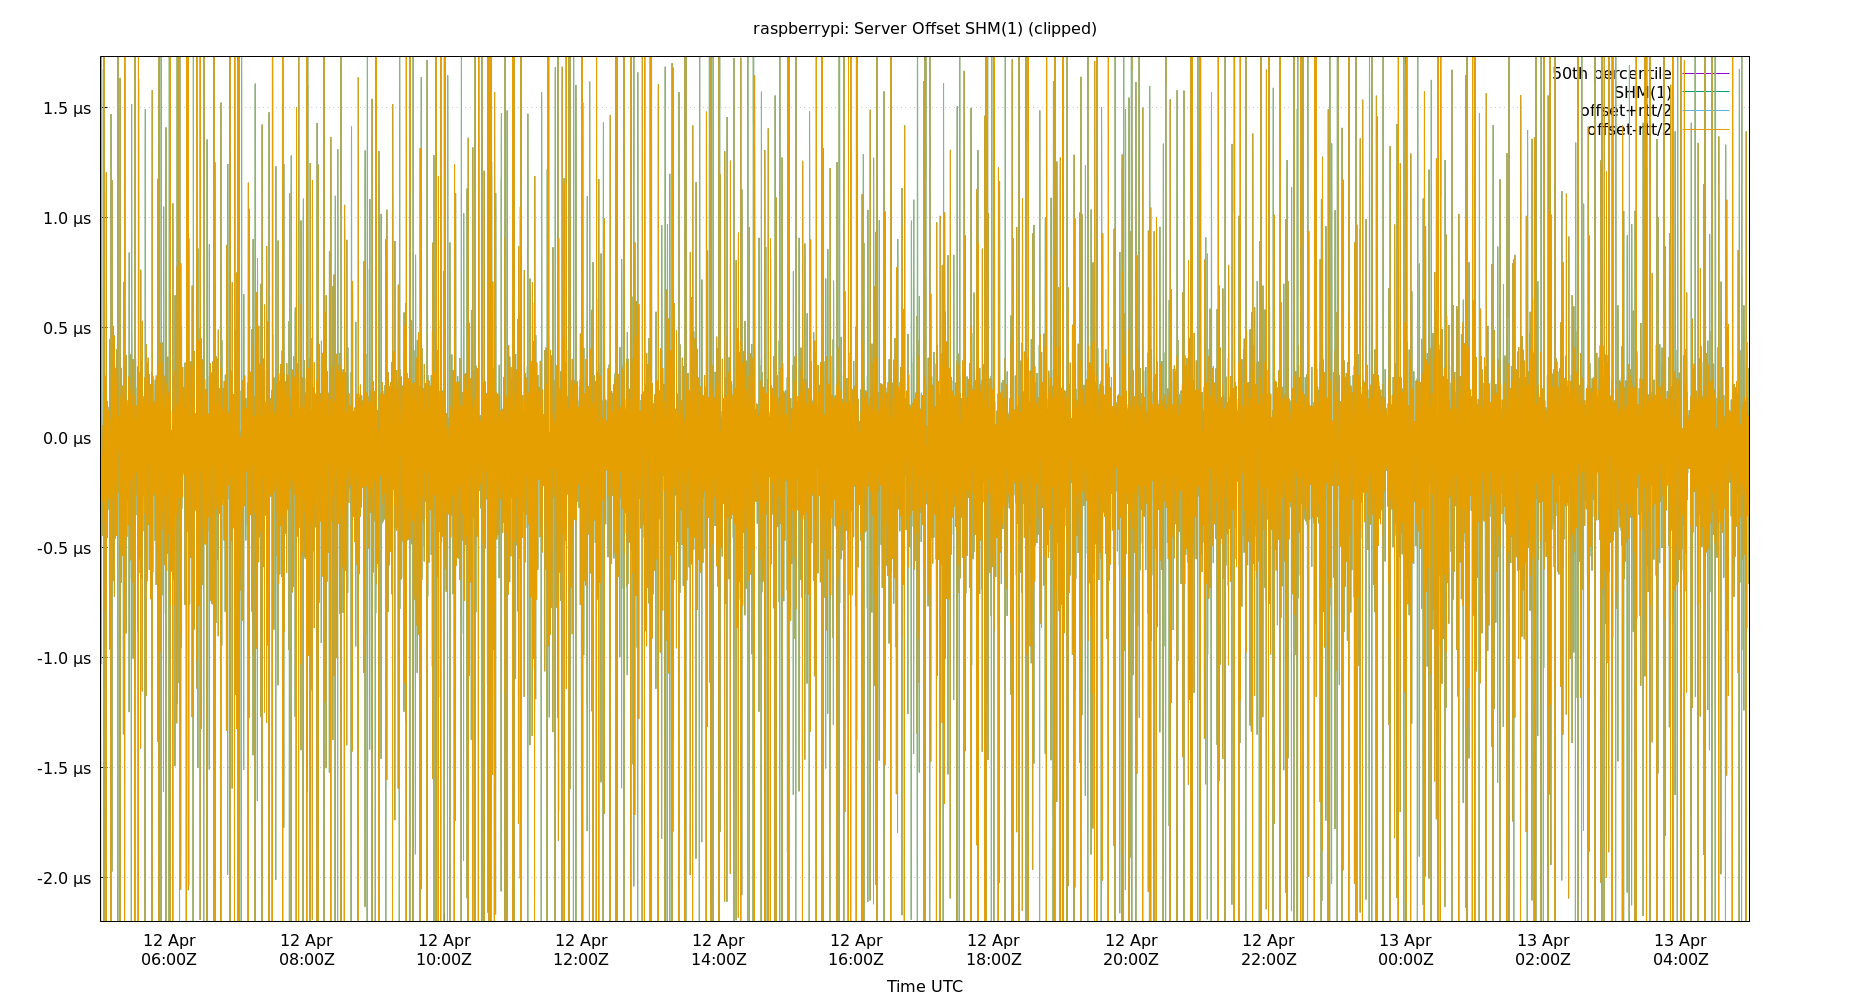 raspberrypi: Server Offset SHM(1) (clipped)
50th percentile
SHM(1)
offset+rtt/2
offset-rtt/2
1.5 µs
1.0 µs
0.5 µs
0.0 µs
-0.5 µs
-1.0 µs
-1.5 µs
-2.0 µs
12 Apr 12 Apr 12 Apr 12 Apr 12 Apr 12 Apr 12 Apr 12 Apr 12 Apr 13 Apr 13 Apr 13 Apr
06:00Z 08:00Z 10:00Z 12:00Z 14:00Z 16:00Z 18:00Z 20:00Z 22:00Z 00:00Z 02:00Z 04:00Z
Time UTC